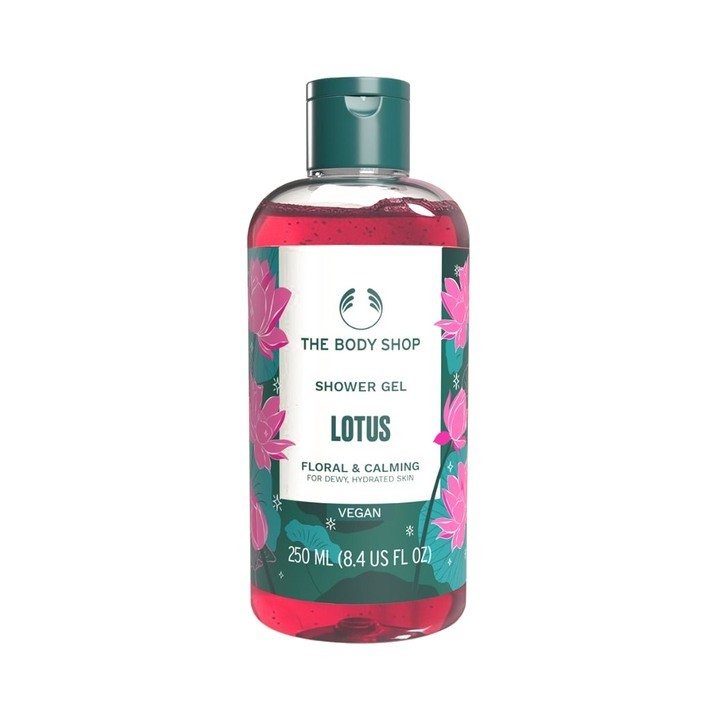 THE BODY SHOP
SHOWER GEL
LOTUS
FLORAL & CALMING
FOR DEWY, HYDRATED SKIN
VEGAN
250 ML (8.4 US FL OZ)